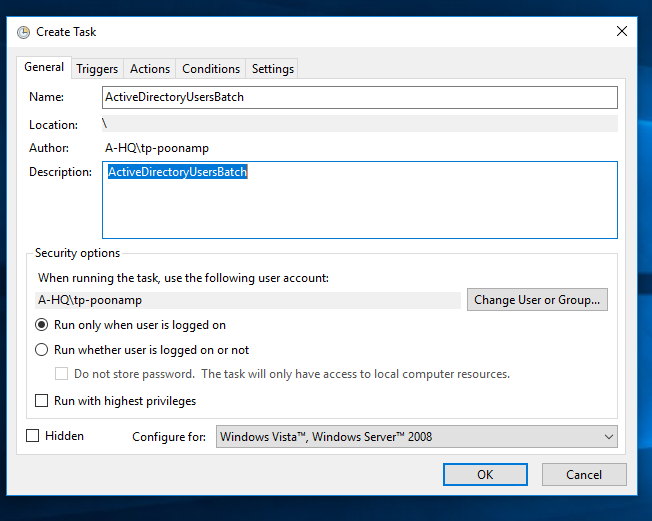 Create Task
General Triggers Actions Conditions Settings
Name: ActiveDirectoryUsersBatch
Location: \
Author: A-HQ\tp-poonamp
Description: ActiveDirectoryUsersBatch
Security options
When running the task, use the following user account:
A-HQ\tp-poonamp Change User or Group...
Run only when user is logged on
Run whether user is logged on or not
Do not store password. The task will only have access to local computer resources.
Run with highest privileges
Hidden Configure for: Windows Vista™, Windows Server™ 2008
OK Cancel